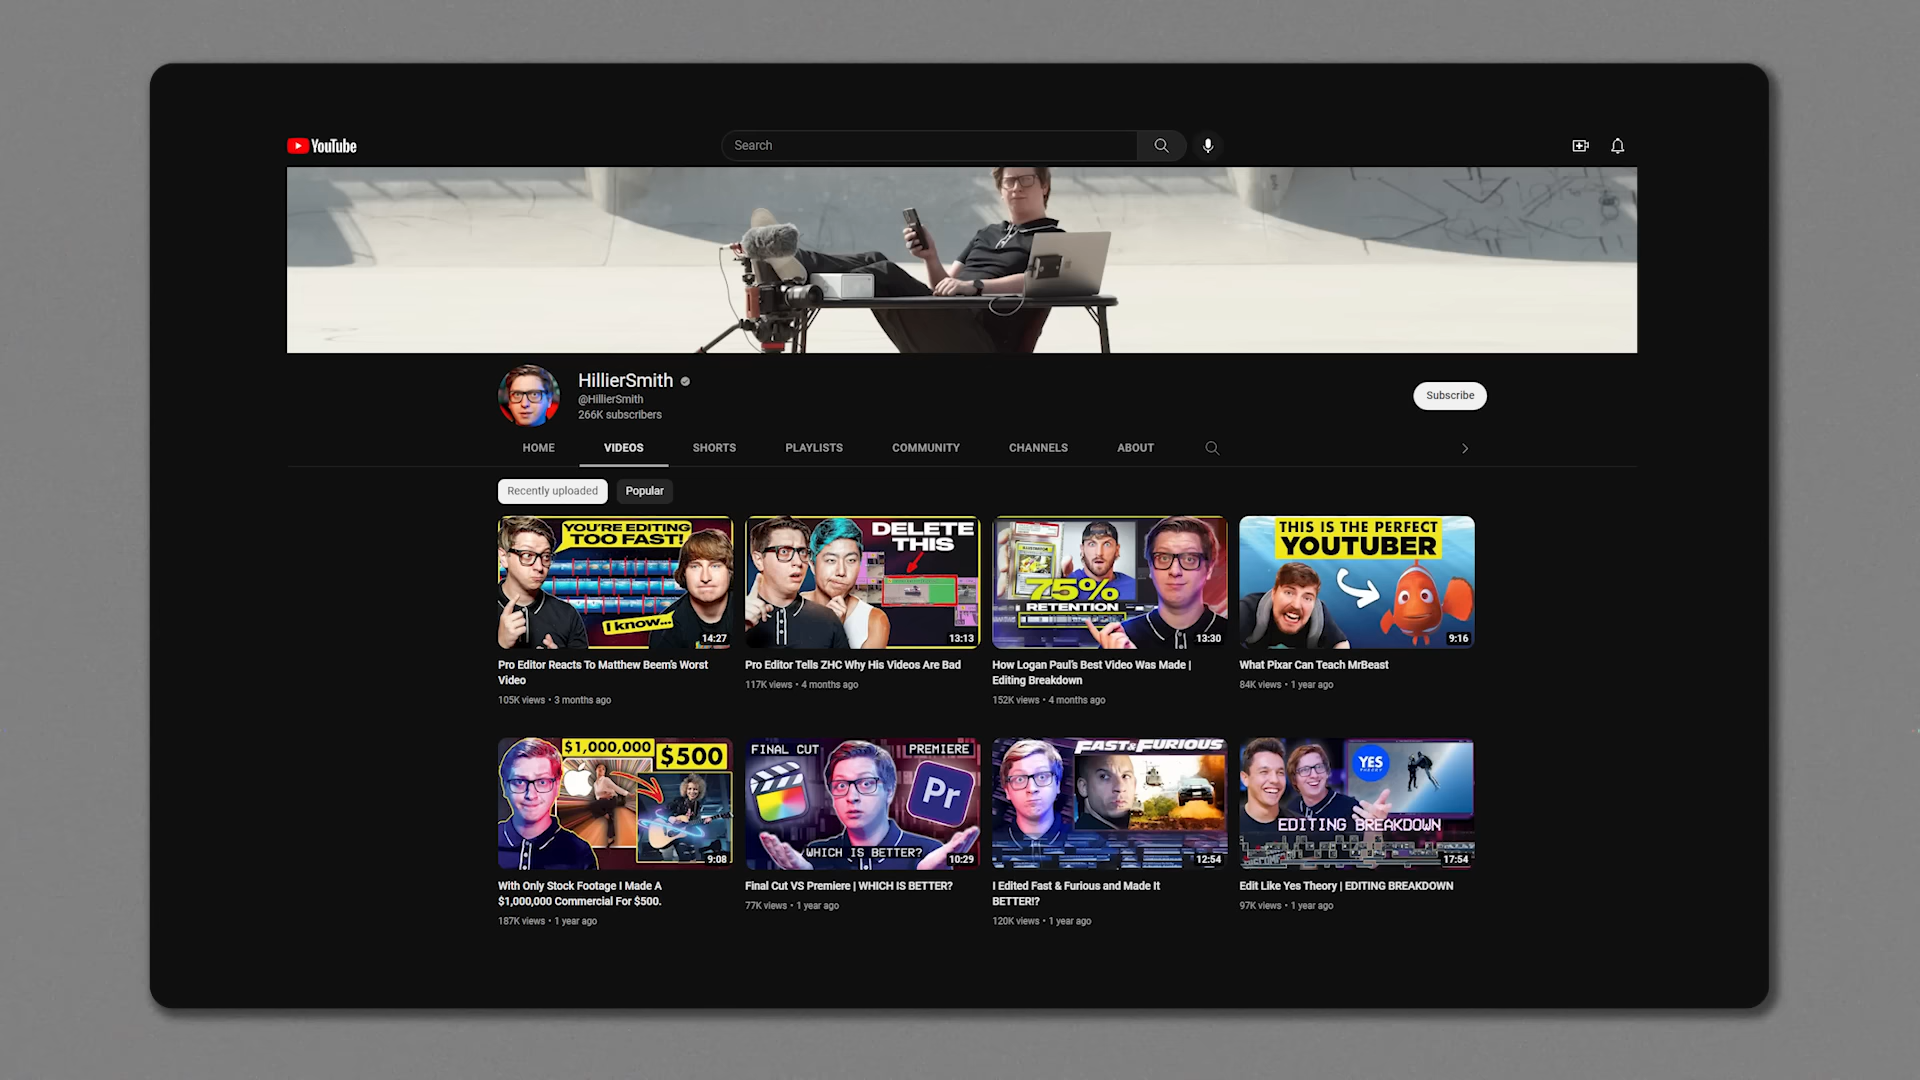 YouTube
Search
HillierSmith
@HillierSmith
266K subscribers
Subscribe
HOME VIDEOS SHORTS PLAYLISTS COMMUNITY CHANNELS ABOUT
Recently uploaded Popular
YOU'RE EDITING
TOO FAST!
I know...
14:27
DELETE
THIS
13:13
75%
RETENTION
13:30
THIS IS THE PERFECT
YOUTUBER
9:16
Pro Editor Reacts To Matthew Beem's Worst
Video
105K views • 3 months ago
Pro Editor Tells ZHC Why His Videos Are Bad
117K views • 4 months ago
How Logan Paul's Best Video Was Made |
Editing Breakdown
152K views • 4 months ago
What Pixar Can Teach MrBeast
84K views • 1 year ago
$1,000,000
$500
9:08
FINAL CUT
PREMIERE
Pr
WHICH IS BETTER?
10:29
FAST & FURIOUS
12:54
YES
THEORY
EDITING BREAKDOWN
17:54
With Only Stock Footage I Made A
$1,000,000 Commercial For $500.
187K views • 1 year ago
Final Cut VS Premiere | WHICH IS BETTER?
77K views • 1 year ago
I Edited Fast & Furious and Made It
BETTER!?
120K views • 1 year ago
Edit Like Yes Theory | EDITING BREAKDOWN
97K views • 1 year ago